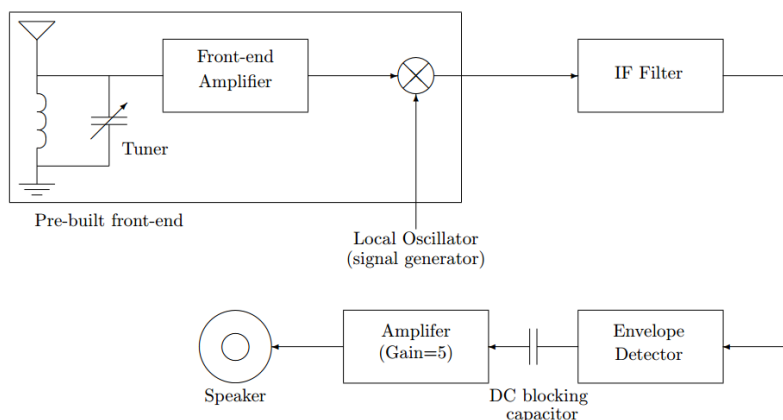 Front-end
Amplifier
IF Filter
Tuner
Pre-built front-end
Local Oscillator
(signal generator)
Amplifer
(Gain=5)
Envelope
Detector
Speaker
DC blocking
capacitor